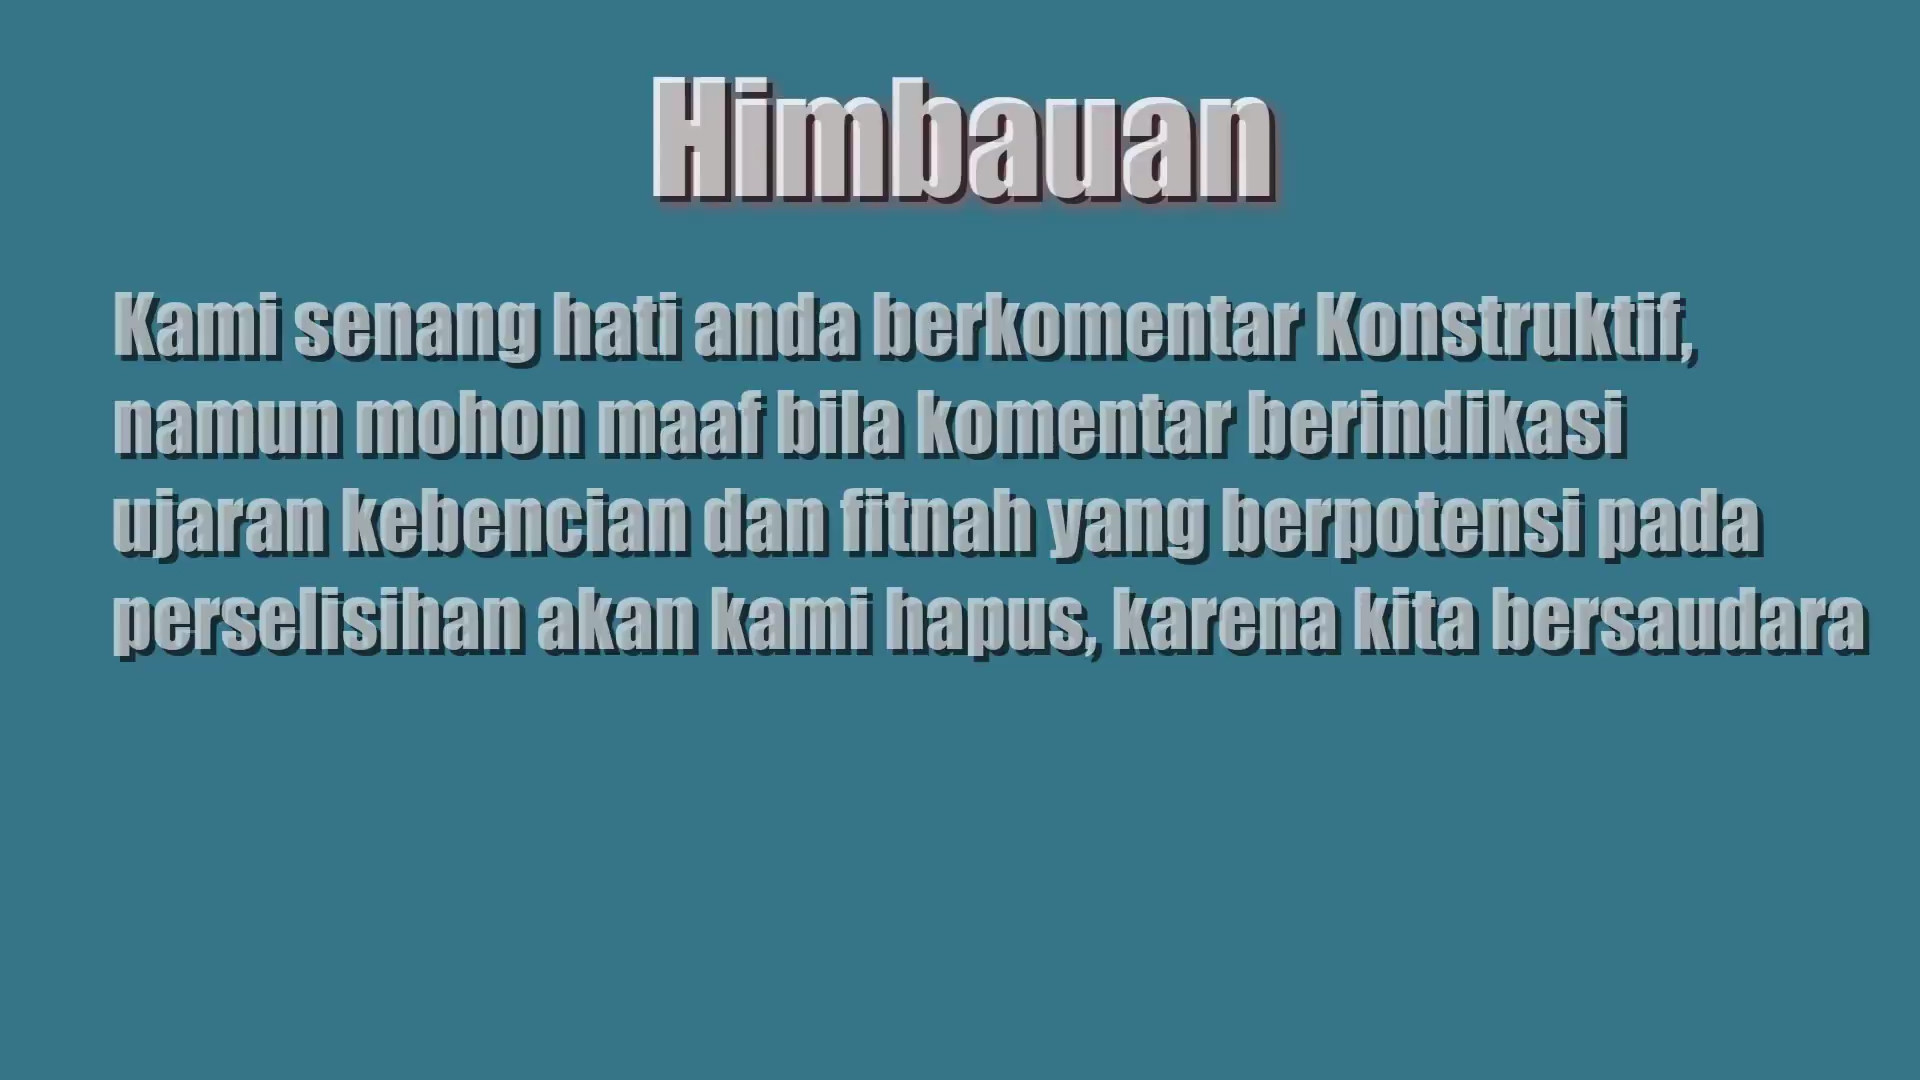 Himbauan
Kami senang hati anda berkomentar Konstruktif,
namun mohon maaf bila komentar berindikasi
ujaran kebencian dan fitnah yang berpotensi pada
perselisihan akan kami hapus, karena kita bersaudara